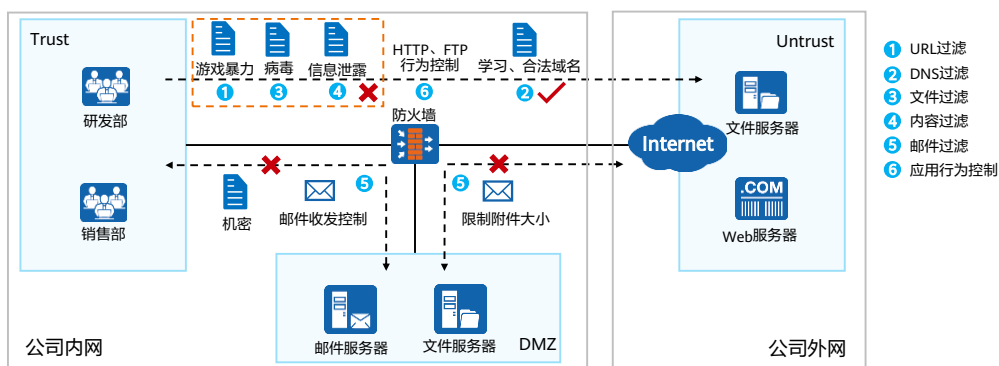 Trust
研发部
销售部
公司内网
游戏暴力
病毒
信息泄露
1
3
4
HTTP、FTP
行为控制
6
学习、合法域名
2
防火墙
5
机密
邮件收发控制
5
限制附件大小
邮件服务器
文件服务器
DMZ
Internet
Untrust
文件服务器
.COM
Web服务器
公司外网
1 URL过滤
2 DNS过滤
3 文件过滤
4 内容过滤
5 邮件过滤
6 应用行为控制